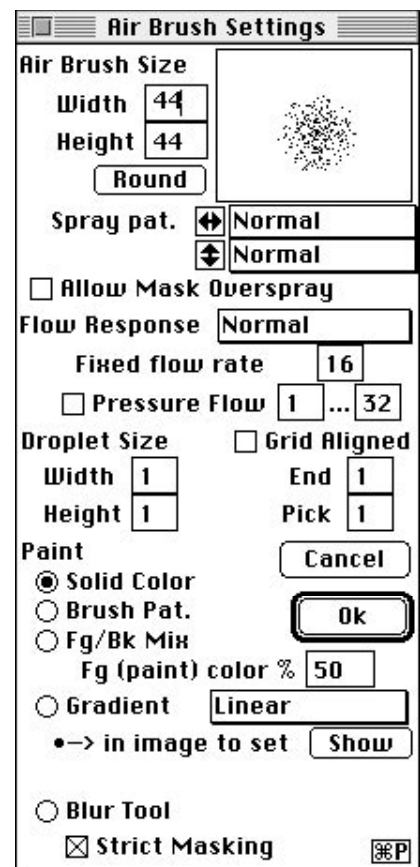 Air Brush Settings
Air Brush Size
Width 44
Height 44
Round
Spray pat. Normal
Normal
Allow Mask Overspray
Flow Response Normal
Fixed flow rate 16
Pressure Flow 1 ... 32
Droplet Size Grid Aligned
Width 1 End 1
Height 1 Pick 1
Paint Cancel
Solid Color
Brush Pat. Ok
Fg/Bk Mix
Fg (paint) color % 50
Gradient Linear
•–> in image to set Show
Blur Tool
Strict Masking ⌘P